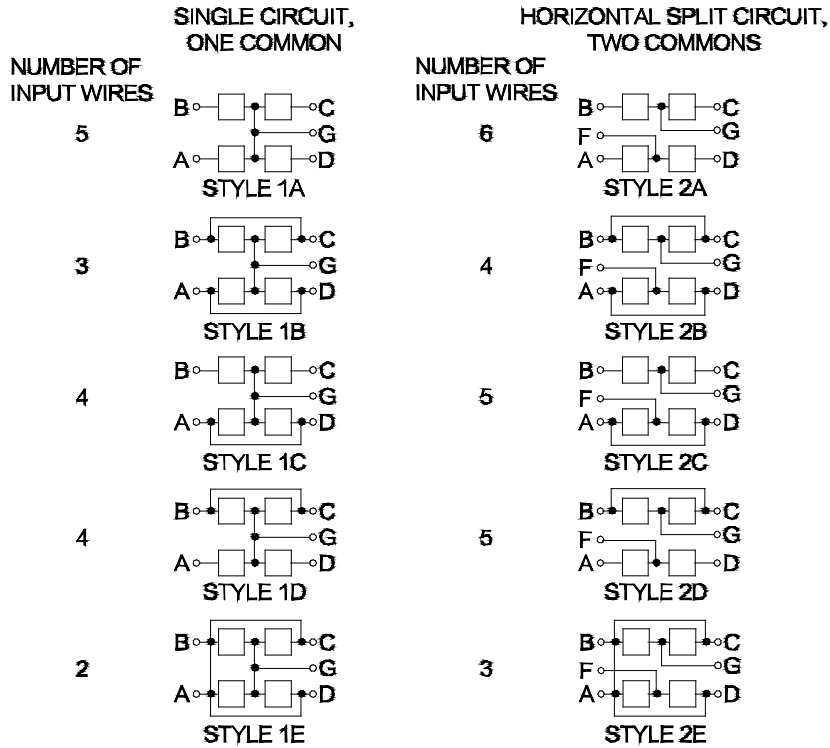 SINGLE CIRCUIT,
ONE COMMON
NUMBER OF
INPUT WIRES
5
B C
G
A D
STYLE 1A
3
B C
G
A D
STYLE 1B
4
B C
G
A D
STYLE 1C
4
B C
G
A D
STYLE 1D
2
B C
G
A D
STYLE 1E
HORIZONTAL SPLIT CIRCUIT,
TWO COMMONS
NUMBER OF
INPUT WIRES
6
B C
F G
A D
STYLE 2A
4
B C
F G
A D
STYLE 2B
5
B C
F G
A D
STYLE 2C
5
B C
F G
A D
STYLE 2D
3
B C
F G
A D
STYLE 2E